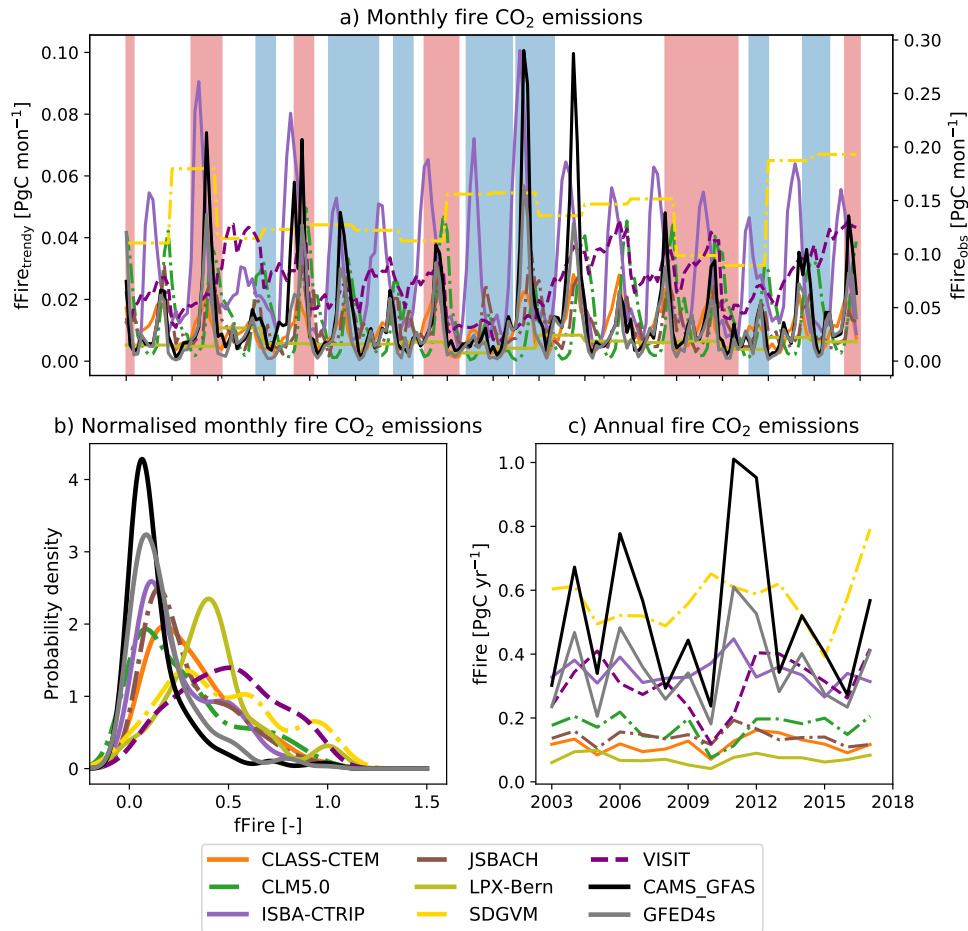 a) Monthly fire CO₂ emissions
fFire_trendy [PgC mon⁻¹]
0.10
0.08
0.06
0.04
0.02
0.00
0.30
0.25
0.20
0.15
0.10
0.05
0.00
fFire_obs [PgC mon⁻¹]
b) Normalised monthly fire CO₂ emissions
Probability density
4
3
2
1
0
0.0 0.5 1.0 1.5
fFire [-]
c) Annual fire CO₂ emissions
fFire [PgC yr⁻¹]
1.0
0.8
0.6
0.4
0.2
0.0
2003 2006 2009 2012 2015 2018
CLASS-CTEM JSBACH VISIT
CLM5.0 LPX-Bern CAMS_GFAS
ISBA-CTRIP SDGVM GFED4s